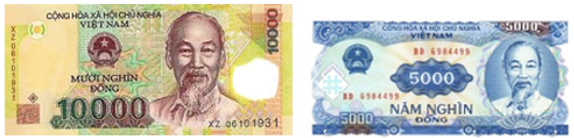 CỘNG HÒA XÃ HỘI CHỦ NGHĨA
VIỆT NAM
10000
XZ 06101931
MƯỜI NGHÌN
ĐỒNG
10000
XZ 06101931
CỘNG HÒA XÃ HỘI CHỦ NGHĨA
VIỆT NAM
5000
BD 6984499
5000
BD 6984499
NĂM NGHÌN
ĐỒNG
5000